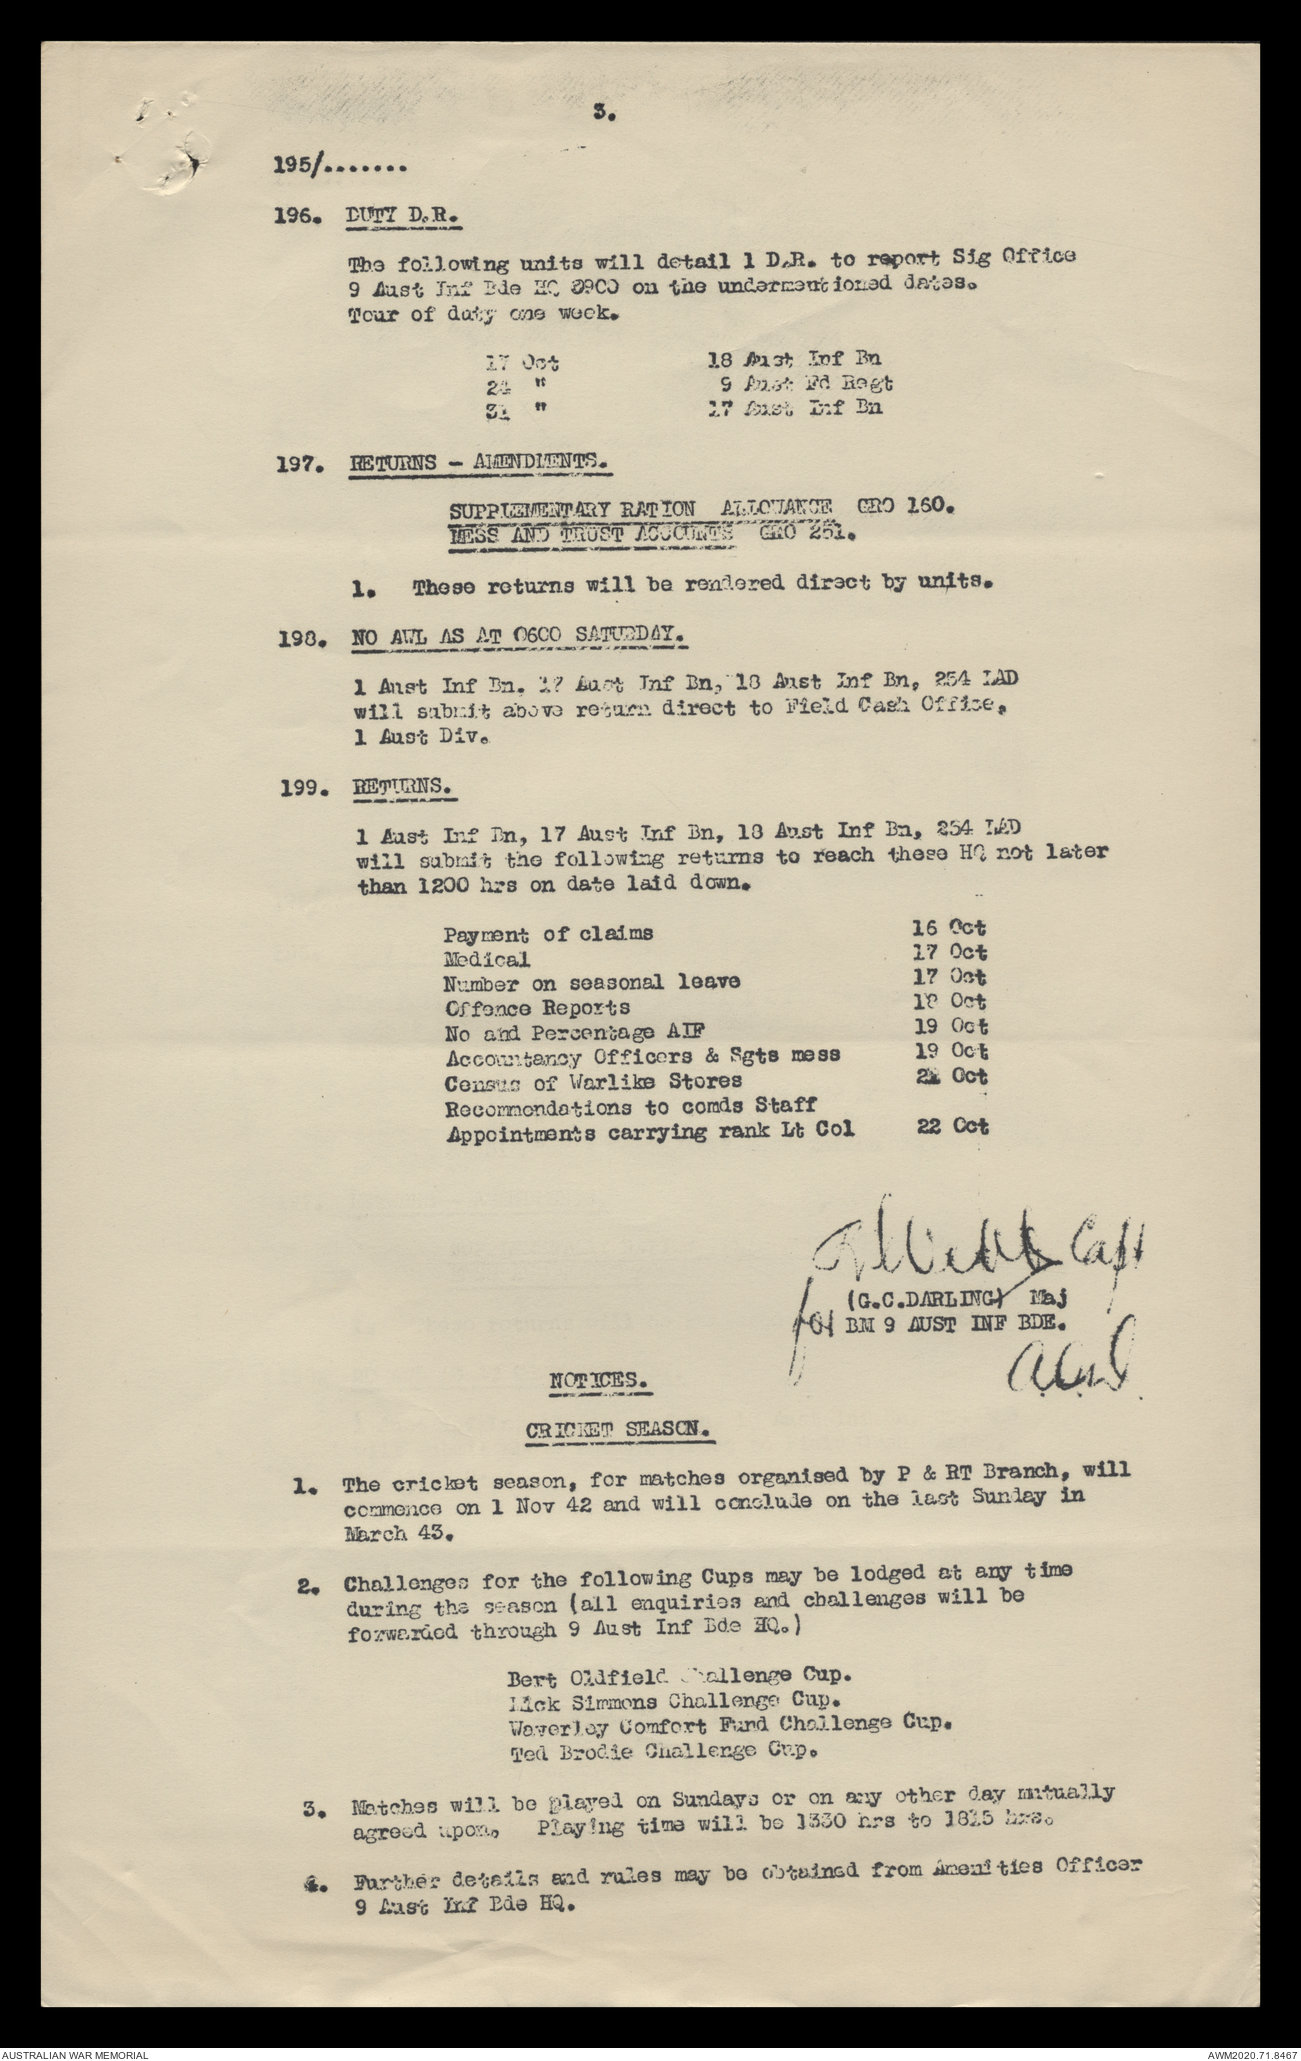 3.
195/.......
196. DUTY D.R.
The following units will detail 1 D.R. to report Sig Office
9 Aust Inf Bde HQ 0900 on the undermentioned dates.
Tour of duty one week.
17 Oct 18 Aust Inf Bn
24 " 9 Aust Fd Regt
31 " 17 Aust Inf Bn
197. RETURNS - AMENDMENTS.
SUPPLEMENTARY RATION ALLOWANCE GRO 160.
MESS AND TRUST ACCOUNTS GRO 251.
1. These returns will be rendered direct by units.
198. NO AWL AS AT 0600 SATURDAY.
1 Aust Inf Bn. 17 Aust Inf Bn, 18 Aust Inf Bn, 254 LAD
will submit above return direct to Field Cash Office,
1 Aust Div.
199. RETURNS.
1 Aust Inf Bn, 17 Aust Inf Bn, 18 Aust Inf Bn, 254 LAD
will submit the following returns to reach these HQ not later
than 1200 hrs on date laid down.
Payment of claims 16 Oct
Medical 17 Oct
Number on seasonal leave 17 Oct
Offence Reports 18 Oct
No and Percentage AIF 19 Oct
Accountancy Officers & Sgts mess 19 Oct
Census of Warlike Stores Oct
Recommendations to comds Staff
Appointments carrying rank Lt Col 22 Oct
Capt
(G.C.DARLING) Maj
for BM 9 AUST INF BDE.
NOTICES.
CRICKET SEASON.
1. The cricket season, for matches organised by P & RT Branch, will
commence on 1 Nov 42 and will conclude on the last Sunday in
March 43.
2. Challenges for the following Cups may be lodged at any time
during the season (all enquiries and challenges will be
forwarded through 9 Aust Inf Bde HQ.)
Bert Oldfield Challenge Cup.
Mick Simmons Challenge Cup.
Waverley Comfort Fund Challenge Cup.
Ted Brodie Challenge Cup.
3. Matches will be played on Sundays or on any other day mutually
agreed upon. Playing time will be 1330 hrs to 1815 hrs.
4. Further details and rules may be obtained from Amenities Officer
9 Aust Inf Bde HQ.
AUSTRALIAN WAR MEMORIAL AWM2020.71.8467